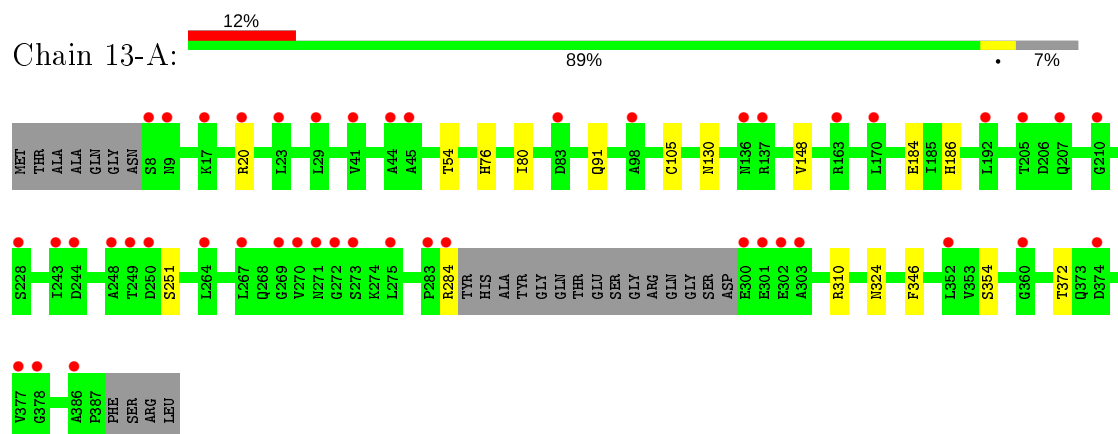 12%
Chain 13-A:
89%
• 7%
MET THR ALA ALA GLN GLY ASN S8 N9 K17 R20 L23 L29 V41 A44 A45 T54 H76 I80 D83 Q91 A98 C105 N130 N136 R137 V148 R163 L170 E184 I185 H186 L192 T205 D206 Q207 G210
S228 I243 D244 A248 T249 D250 S251 L264 L267 Q268 G269 V270 N271 G272 S273 K274 L275 P283 R284 TYR HIS ALA TYR GLY GLN THR GLU SER GLY ARG GLN GLY SER ASP E300 E301 E302 A303 R310 N324 F346 L352 V353 S354 G360 T372 Q373 D374
V377 G378 A386 P387 PHE SER ARG LEU